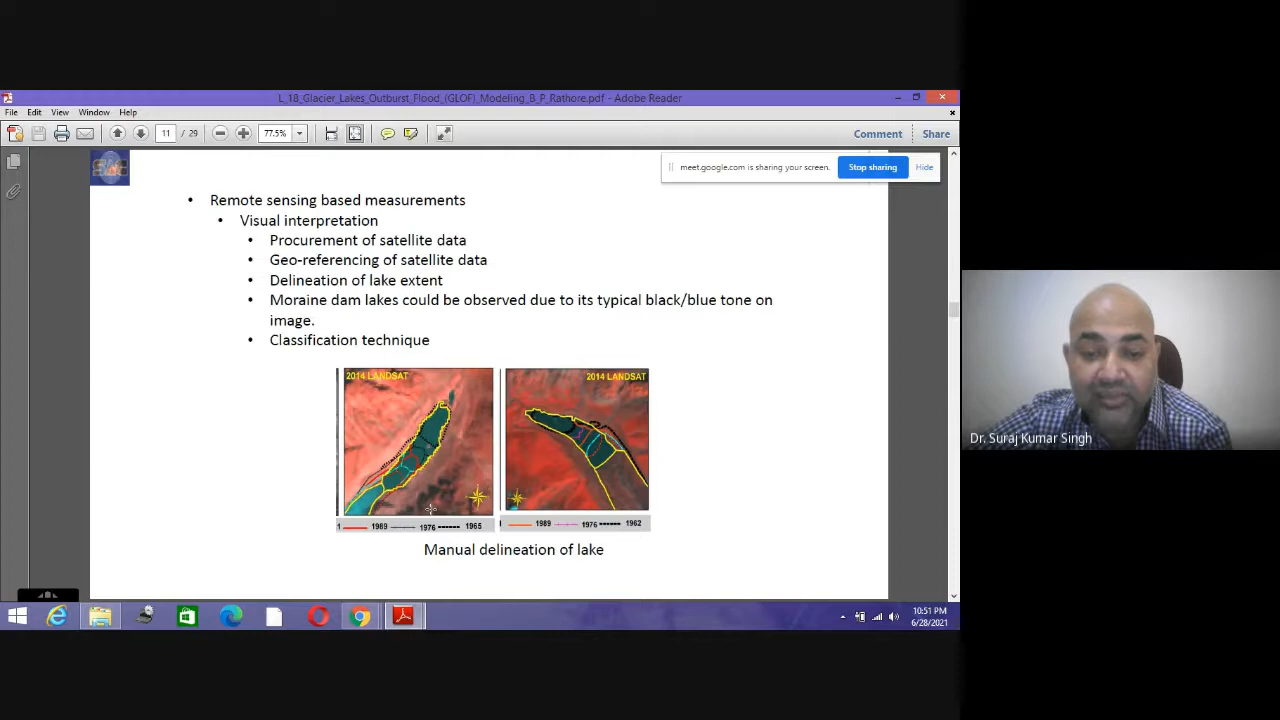 L_18_Glacier_Lakes_Outburst_Flood_(GLOF)_Modeling_B_P_Rathore.pdf - Adobe Reader
File Edit View Window Help
11 / 29 77.5% Comment Share
meet.google.com is sharing your screen. Stop sharing Hide
• Remote sensing based measurements
• Visual interpretation
• Procurement of satellite data
• Geo-referencing of satellite data
• Delineation of lake extent
• Moraine dam lakes could be observed due to its typical black/blue tone on
image.
• Classification technique
2014 LANDSAT 2014 LANDSAT
1989 1976 1965 1989 1976 1962
Manual delineation of lake
Dr. Suraj Kumar Singh
10:51 PM
6/28/2021